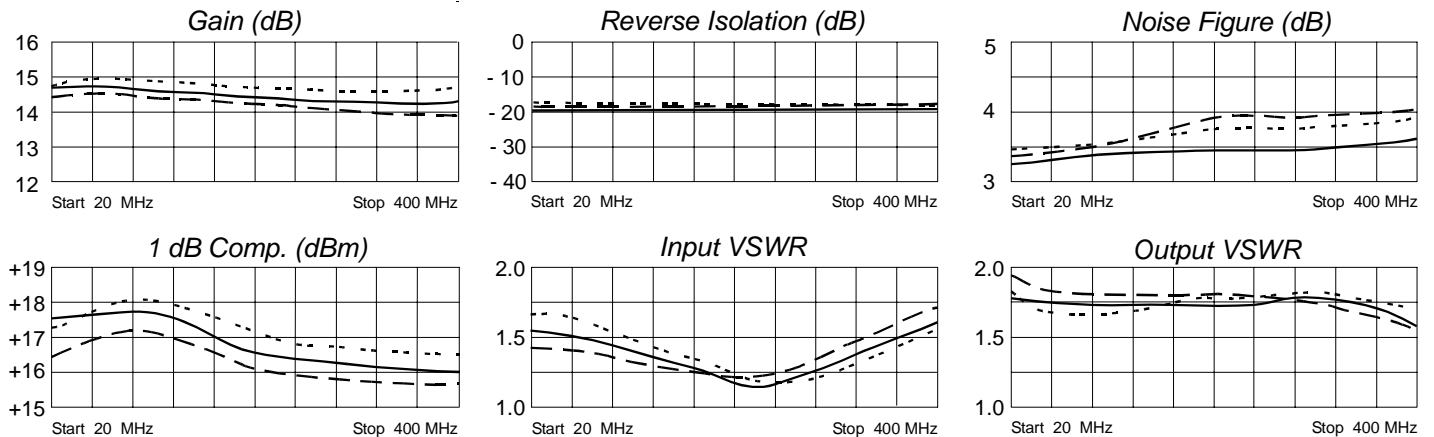 Gain (dB)
16
15
14
13
12
Start 20 MHz
Stop 400 MHz
Reverse Isolation (dB)
0
- 10
- 20
- 30
- 40
Start 20 MHz
Stop 400 MHz
Noise Figure (dB)
5
4
3
Start 20 MHz
Stop 400 MHz
1 dB Comp. (dBm)
+19
+18
+17
+16
+15
Start 20 MHz
Stop 400 MHz
Input VSWR
2.0
1.5
1.0
Start 20 MHz
Stop 400 MHz
Output VSWR
2.0
1.5
1.0
Start 20 MHz
Stop 400 MHz